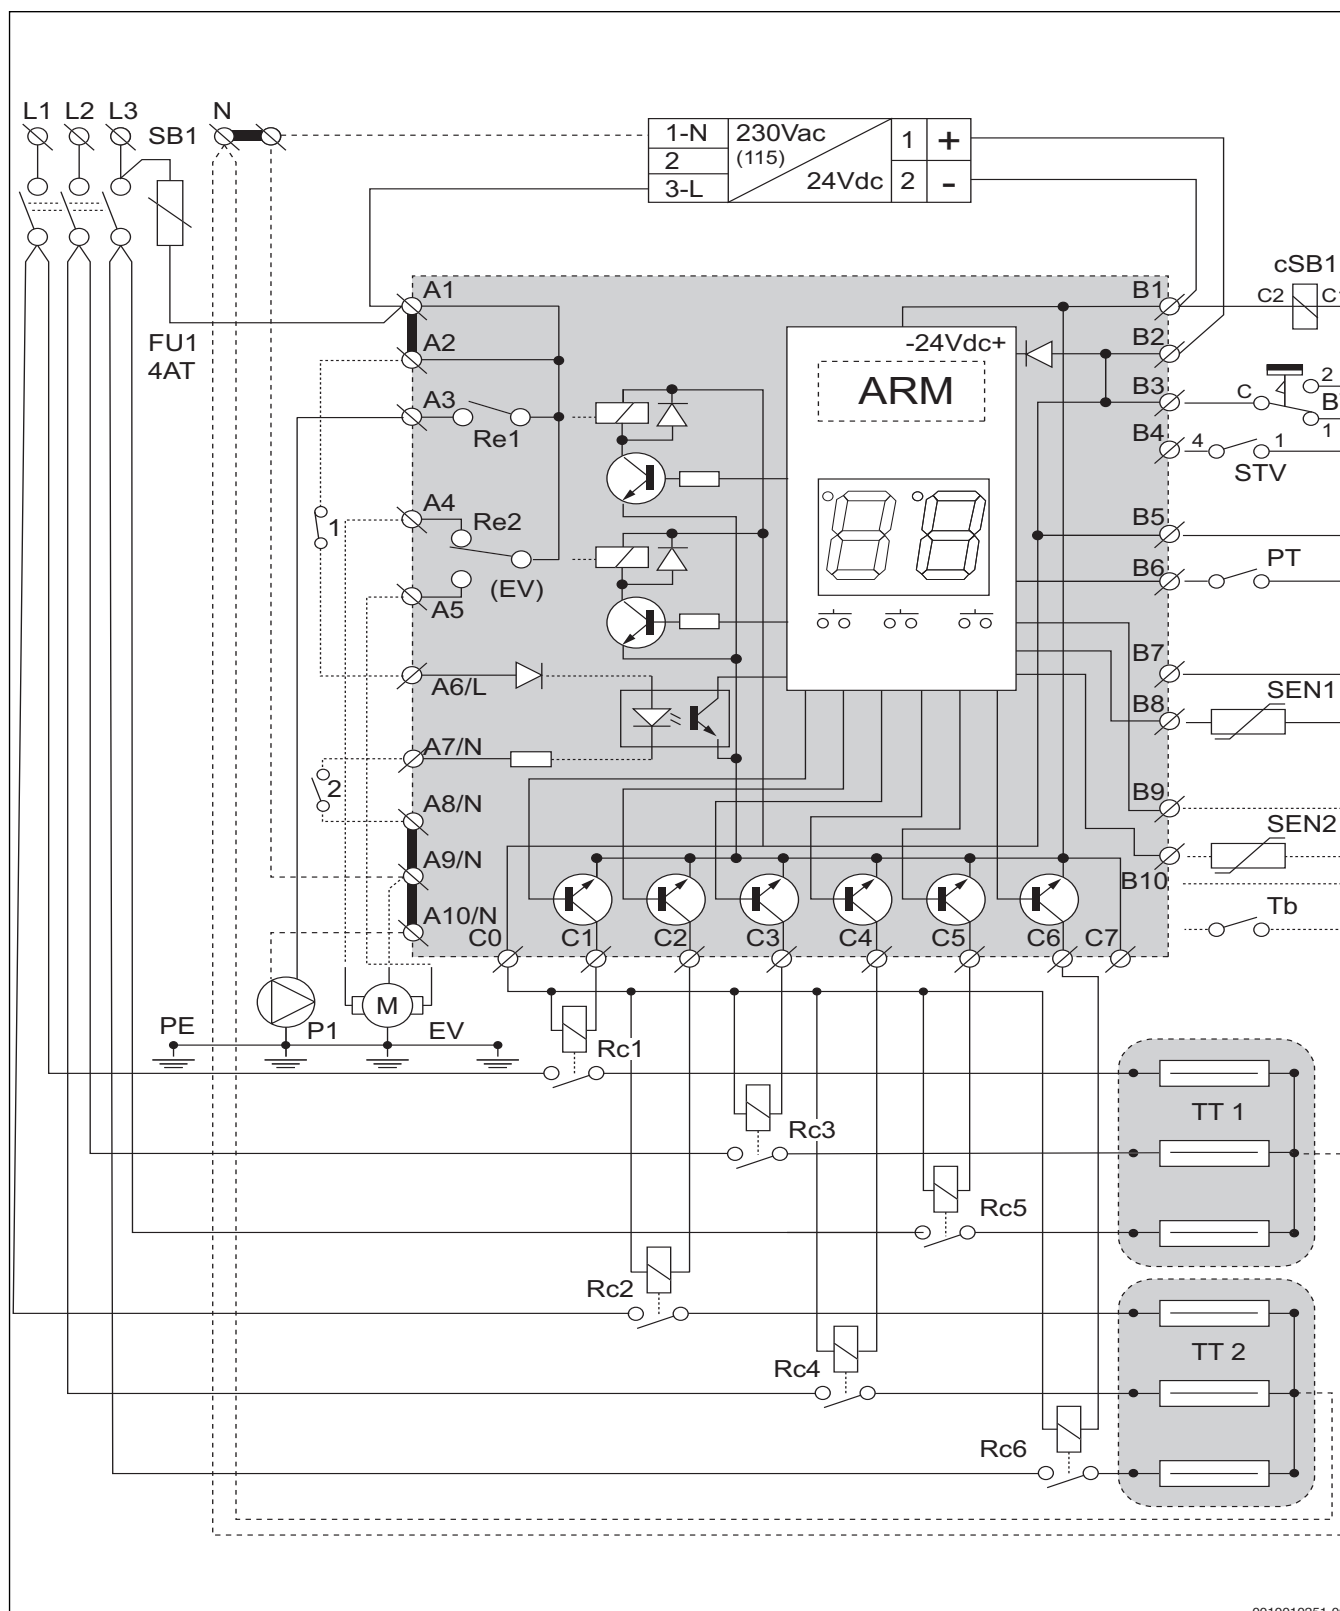 L1 L2 L3 SB1 N
1-N 230Vac 1 +
2 (115)
3-L 24Vdc 2 -
cSB1
C2
A1 B1
FU1
4AT
A2 B2
-24Vdc+
ARM
A3 B3 C 2
B
1
Re1
B4 4 1
STV
A4 Re2 B5
1
(EV) B6 PT
A5
A6/L B7
SEN1
B8
A7/N
2
A8/N B9
SEN2
A9/N B10
A10/N Tb
C0 C1 C2 C3 C4 C5 C6 C7
M
PE P1 EV
Rc1
TT 1
Rc3
Rc5
Rc2
TT 2
Rc4
Rc6